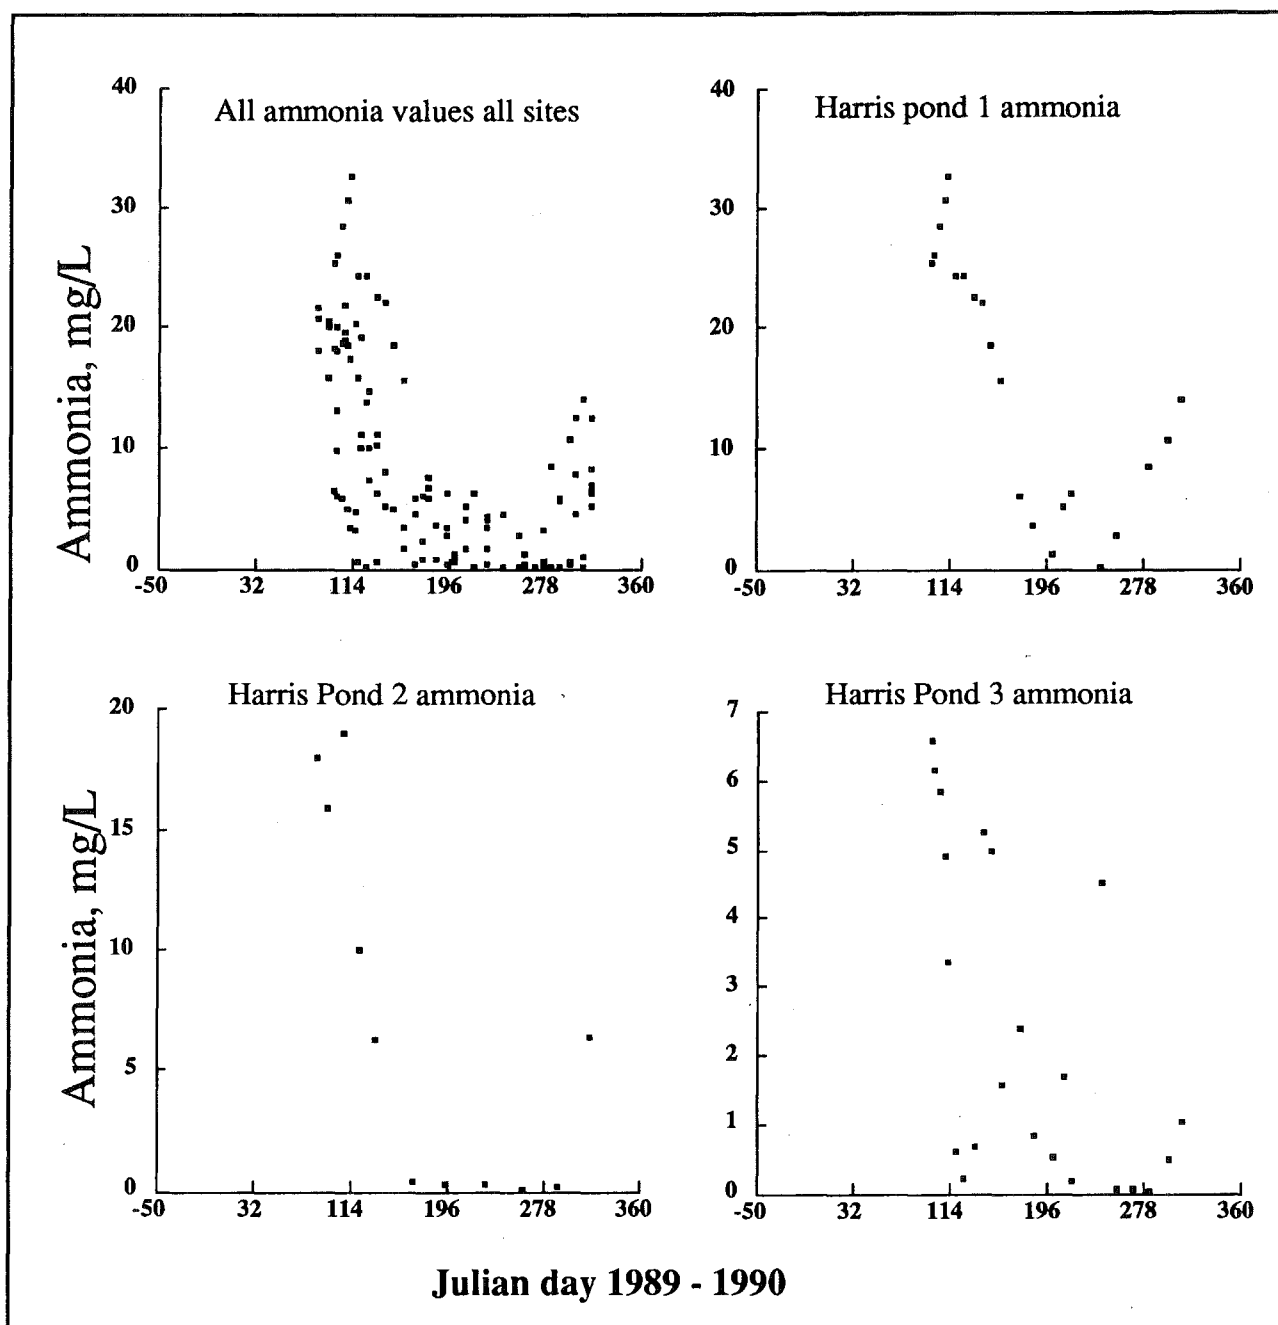 All ammonia values all sites
Ammonia, mg/L
40
30
20
10
0
-50 32 114 196 278 360
Harris pond 1 ammonia
40
30
20
10
0
-50 32 114 196 278 360
Harris Pond 2 ammonia
Ammonia, mg/L
20
15
10
5
0
-50 32 114 196 278 360
Harris Pond 3 ammonia
7
6
5
4
3
2
1
0
-50 32 114 196 278 360
Julian day 1989 - 1990